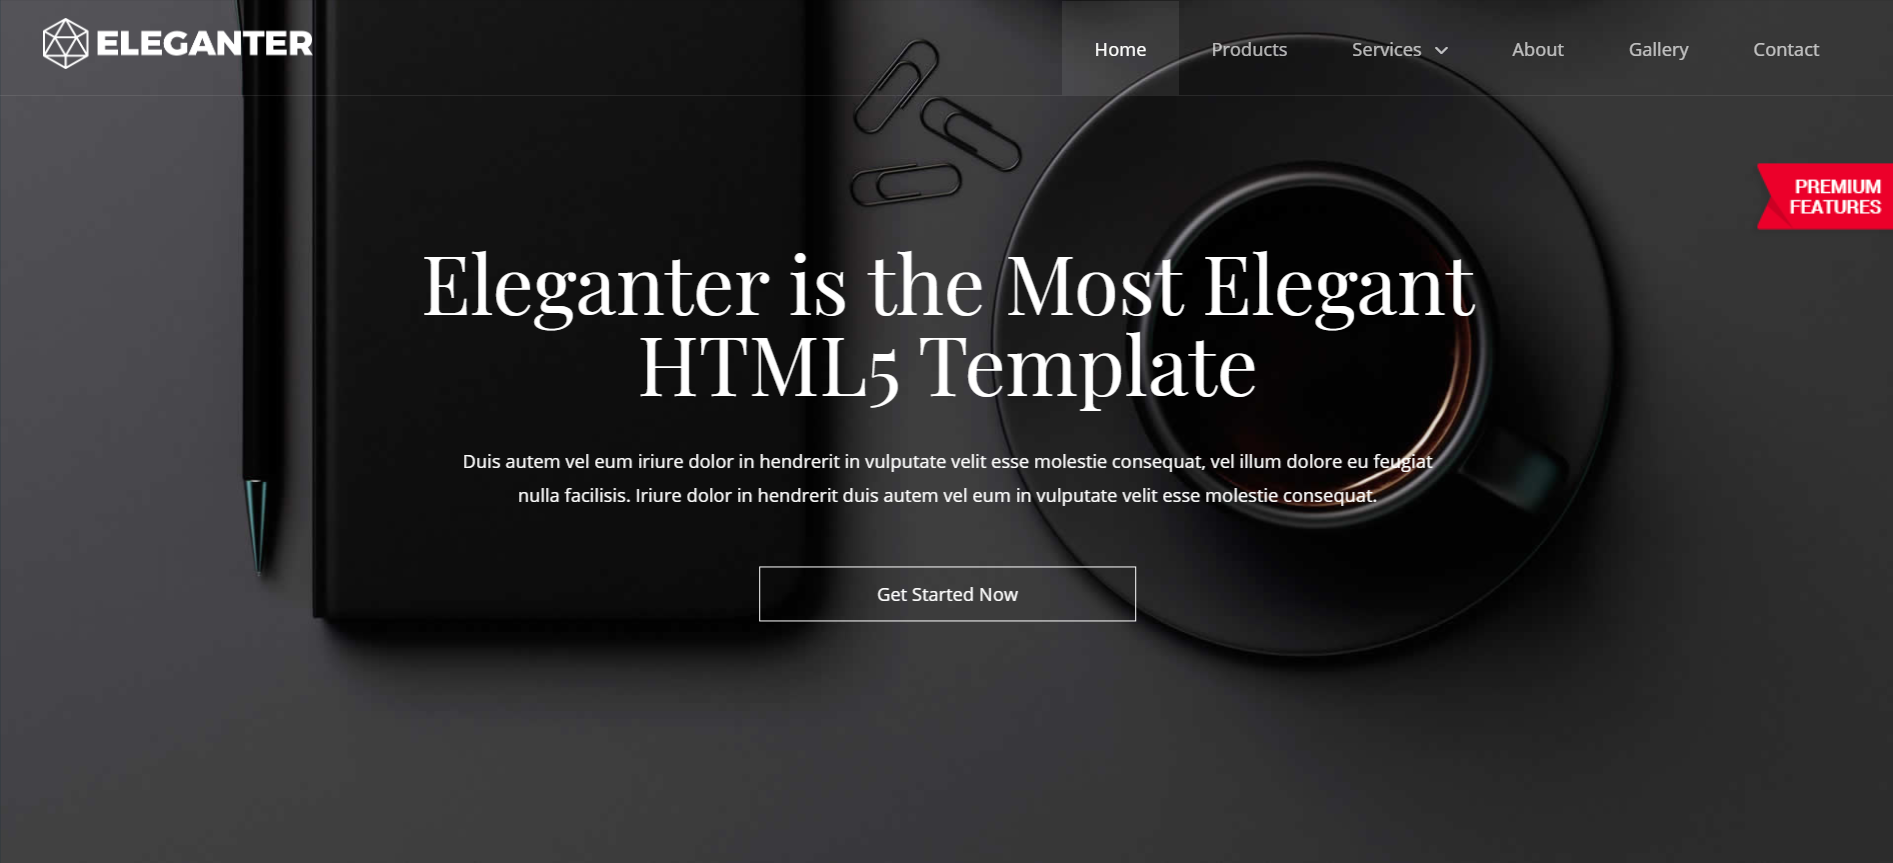 ELEGANTER
Home Products Services About Gallery Contact
PREMIUM
FEATURES
Eleganter is the Most Elegant
HTML5 Template
Duis autem vel eum iriure dolor in hendrerit in vulputate velit esse molestie consequat, vel illum dolore eu feugiat
nulla facilisis. Iriure dolor in hendrerit duis autem vel eum in vulputate velit esse molestie consequat.
Get Started Now